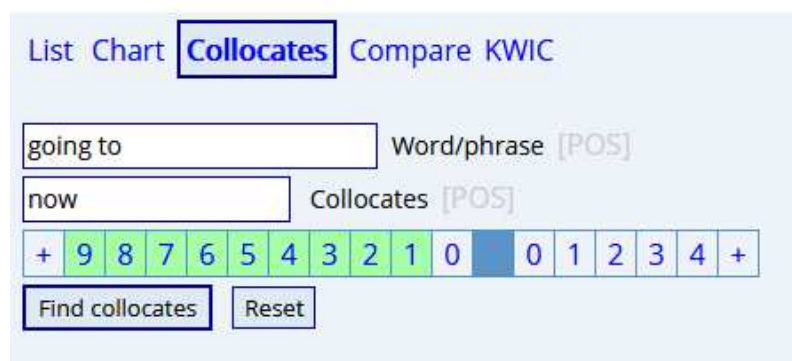 List Chart Collocates Compare KWIC
going to Word/phrase [POS]
now Collocates [POS]
+ 9 8 7 6 5 4 3 2 1 0 0 1 2 3 4 +
Find collocates Reset